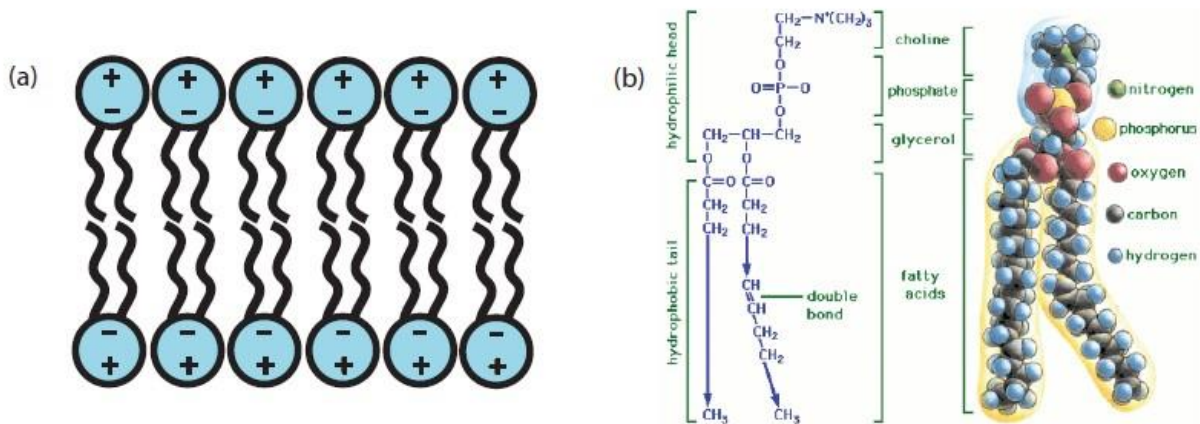 (a)
+ + + + + +
- - - - - -
- - - - - -
+ + + + + +
(b)
hydrophilic head
hydrophobic tail
CH₂—N⁺(CH₂)₃
CH₂
O
O=P—O
O
CH₂—CH—CH₂
O O
C=O C=O
CH₂ CH₂
CH₂ CH₂
CH
CH
CH₂
CH₂
CH₃ CH₃
double
bond
choline
phosphate
glycerol
fatty
acids
nitrogen
phosphorus
oxygen
carbon
hydrogen